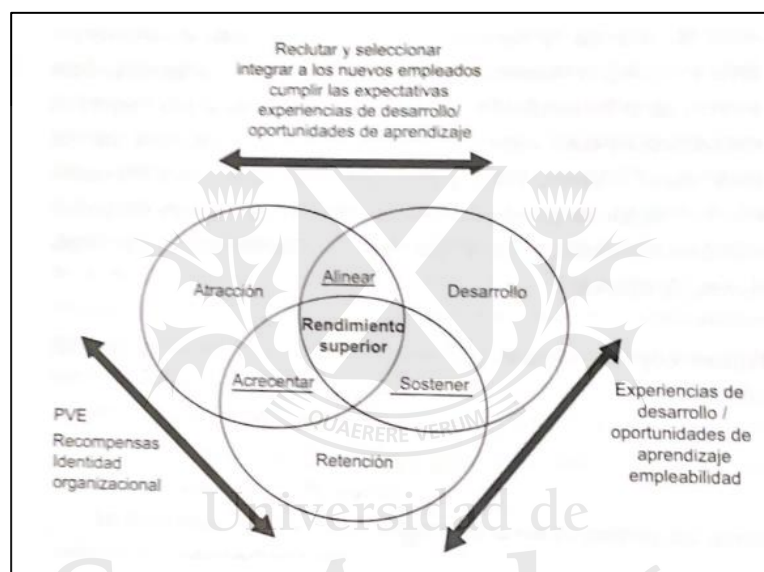 Reclutar y seleccionar
integrar a los nuevos empleados
cumplir las expectativas
experiencias de desarrollo/
oportunidades de aprendizaje
Atracción
Alinear
Desarrollo
Rendimiento
superior
Acrecentar
Sostener
Retención
PVE
Recompensas
Identidad
organizacional
Experiencias de
desarrollo /
oportunidades de
aprendizaje
empleabilidad
QUAERERE VERUM
Universidad de